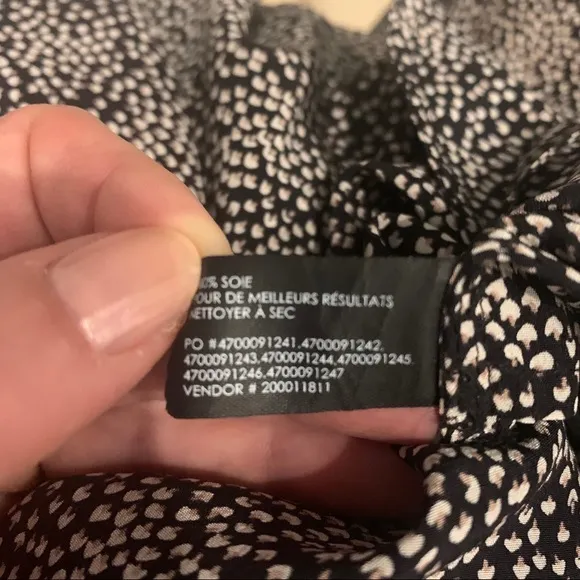 SOIE
POUR DE MEILLEURS RÉSULTATS
NETTOYER À SEC
PO #4700091241, 4700091242,
4700091243,4700091244,4700091245,
4700091246,4700091247
VENDOR # 200011811